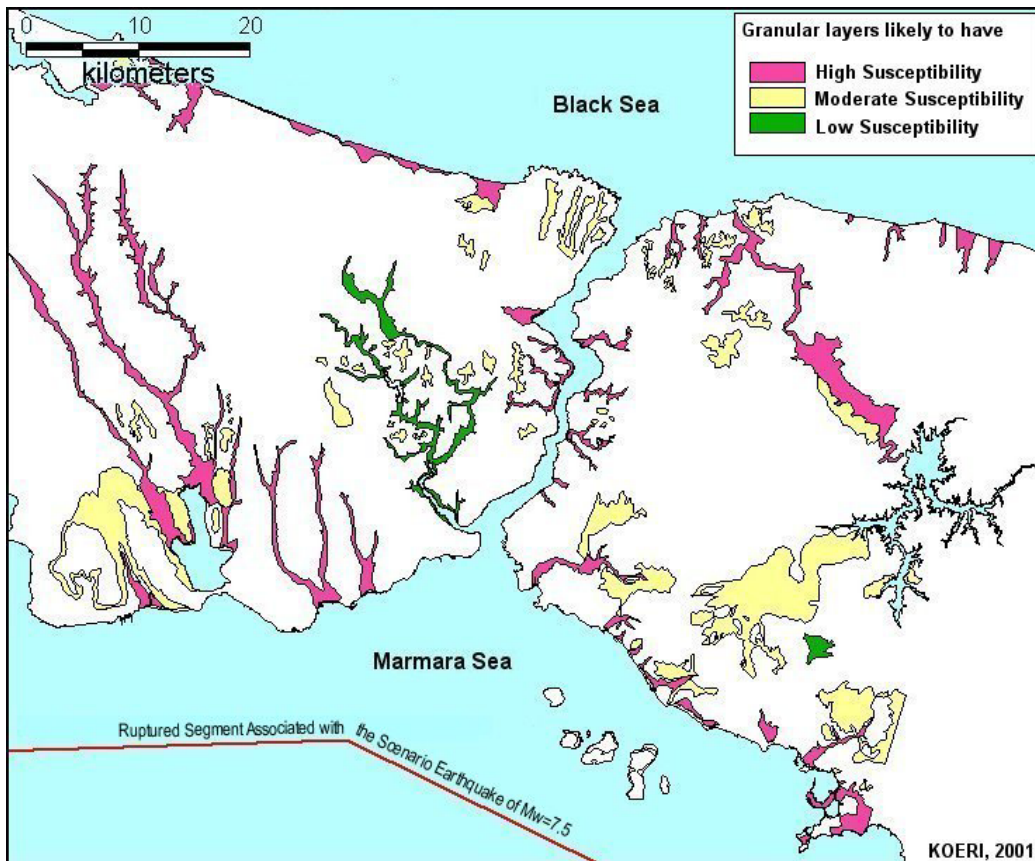 0 10 20
kilometers
Granular layers likely to have
High Susceptibility
Moderate Susceptibility
Low Susceptibility
Black Sea
Marmara Sea
Ruptured Segment Associated with the Scenario Earthquake of Mw=7.5
KOERI, 2001